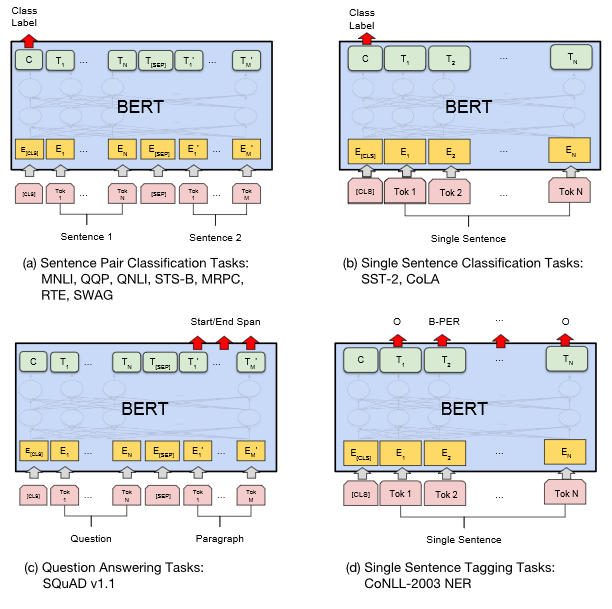 Class
Label
C T1 ... TN T[SEP] T1' ... TM'
BERT
E[CLS] E1 ... EN E[SEP] E1' ... EM'
[CLS] Tok 1 ... Tok N [SEP] Tok 1 ... Tok M
Sentence 1 Sentence 2
(a) Sentence Pair Classification Tasks:
MNLI, QQP, QNLI, STS-B, MRPC,
RTE, SWAG
Class
Label
C T1 T2 ... TN
BERT
E[CLS] E1 E2 ... EN
[CLS] Tok 1 Tok 2 ... Tok N
Single Sentence
(b) Single Sentence Classification Tasks:
SST-2, CoLA
Start/End Span
C T1 ... TN T[SEP] T1' ... TM'
BERT
E[CLS] E1 ... EN E[SEP] E1' ... EM'
[CLS] Tok 1 ... Tok N [SEP] Tok 1 ... Tok M
Question Paragraph
(c) Question Answering Tasks:
SQuAD v1.1
O B-PER ... O
C T1 T2 ... TN
BERT
E[CLS] E1 E2 ... EN
[CLS] Tok 1 Tok 2 ... Tok N
Single Sentence
(d) Single Sentence Tagging Tasks:
CoNLL-2003 NER